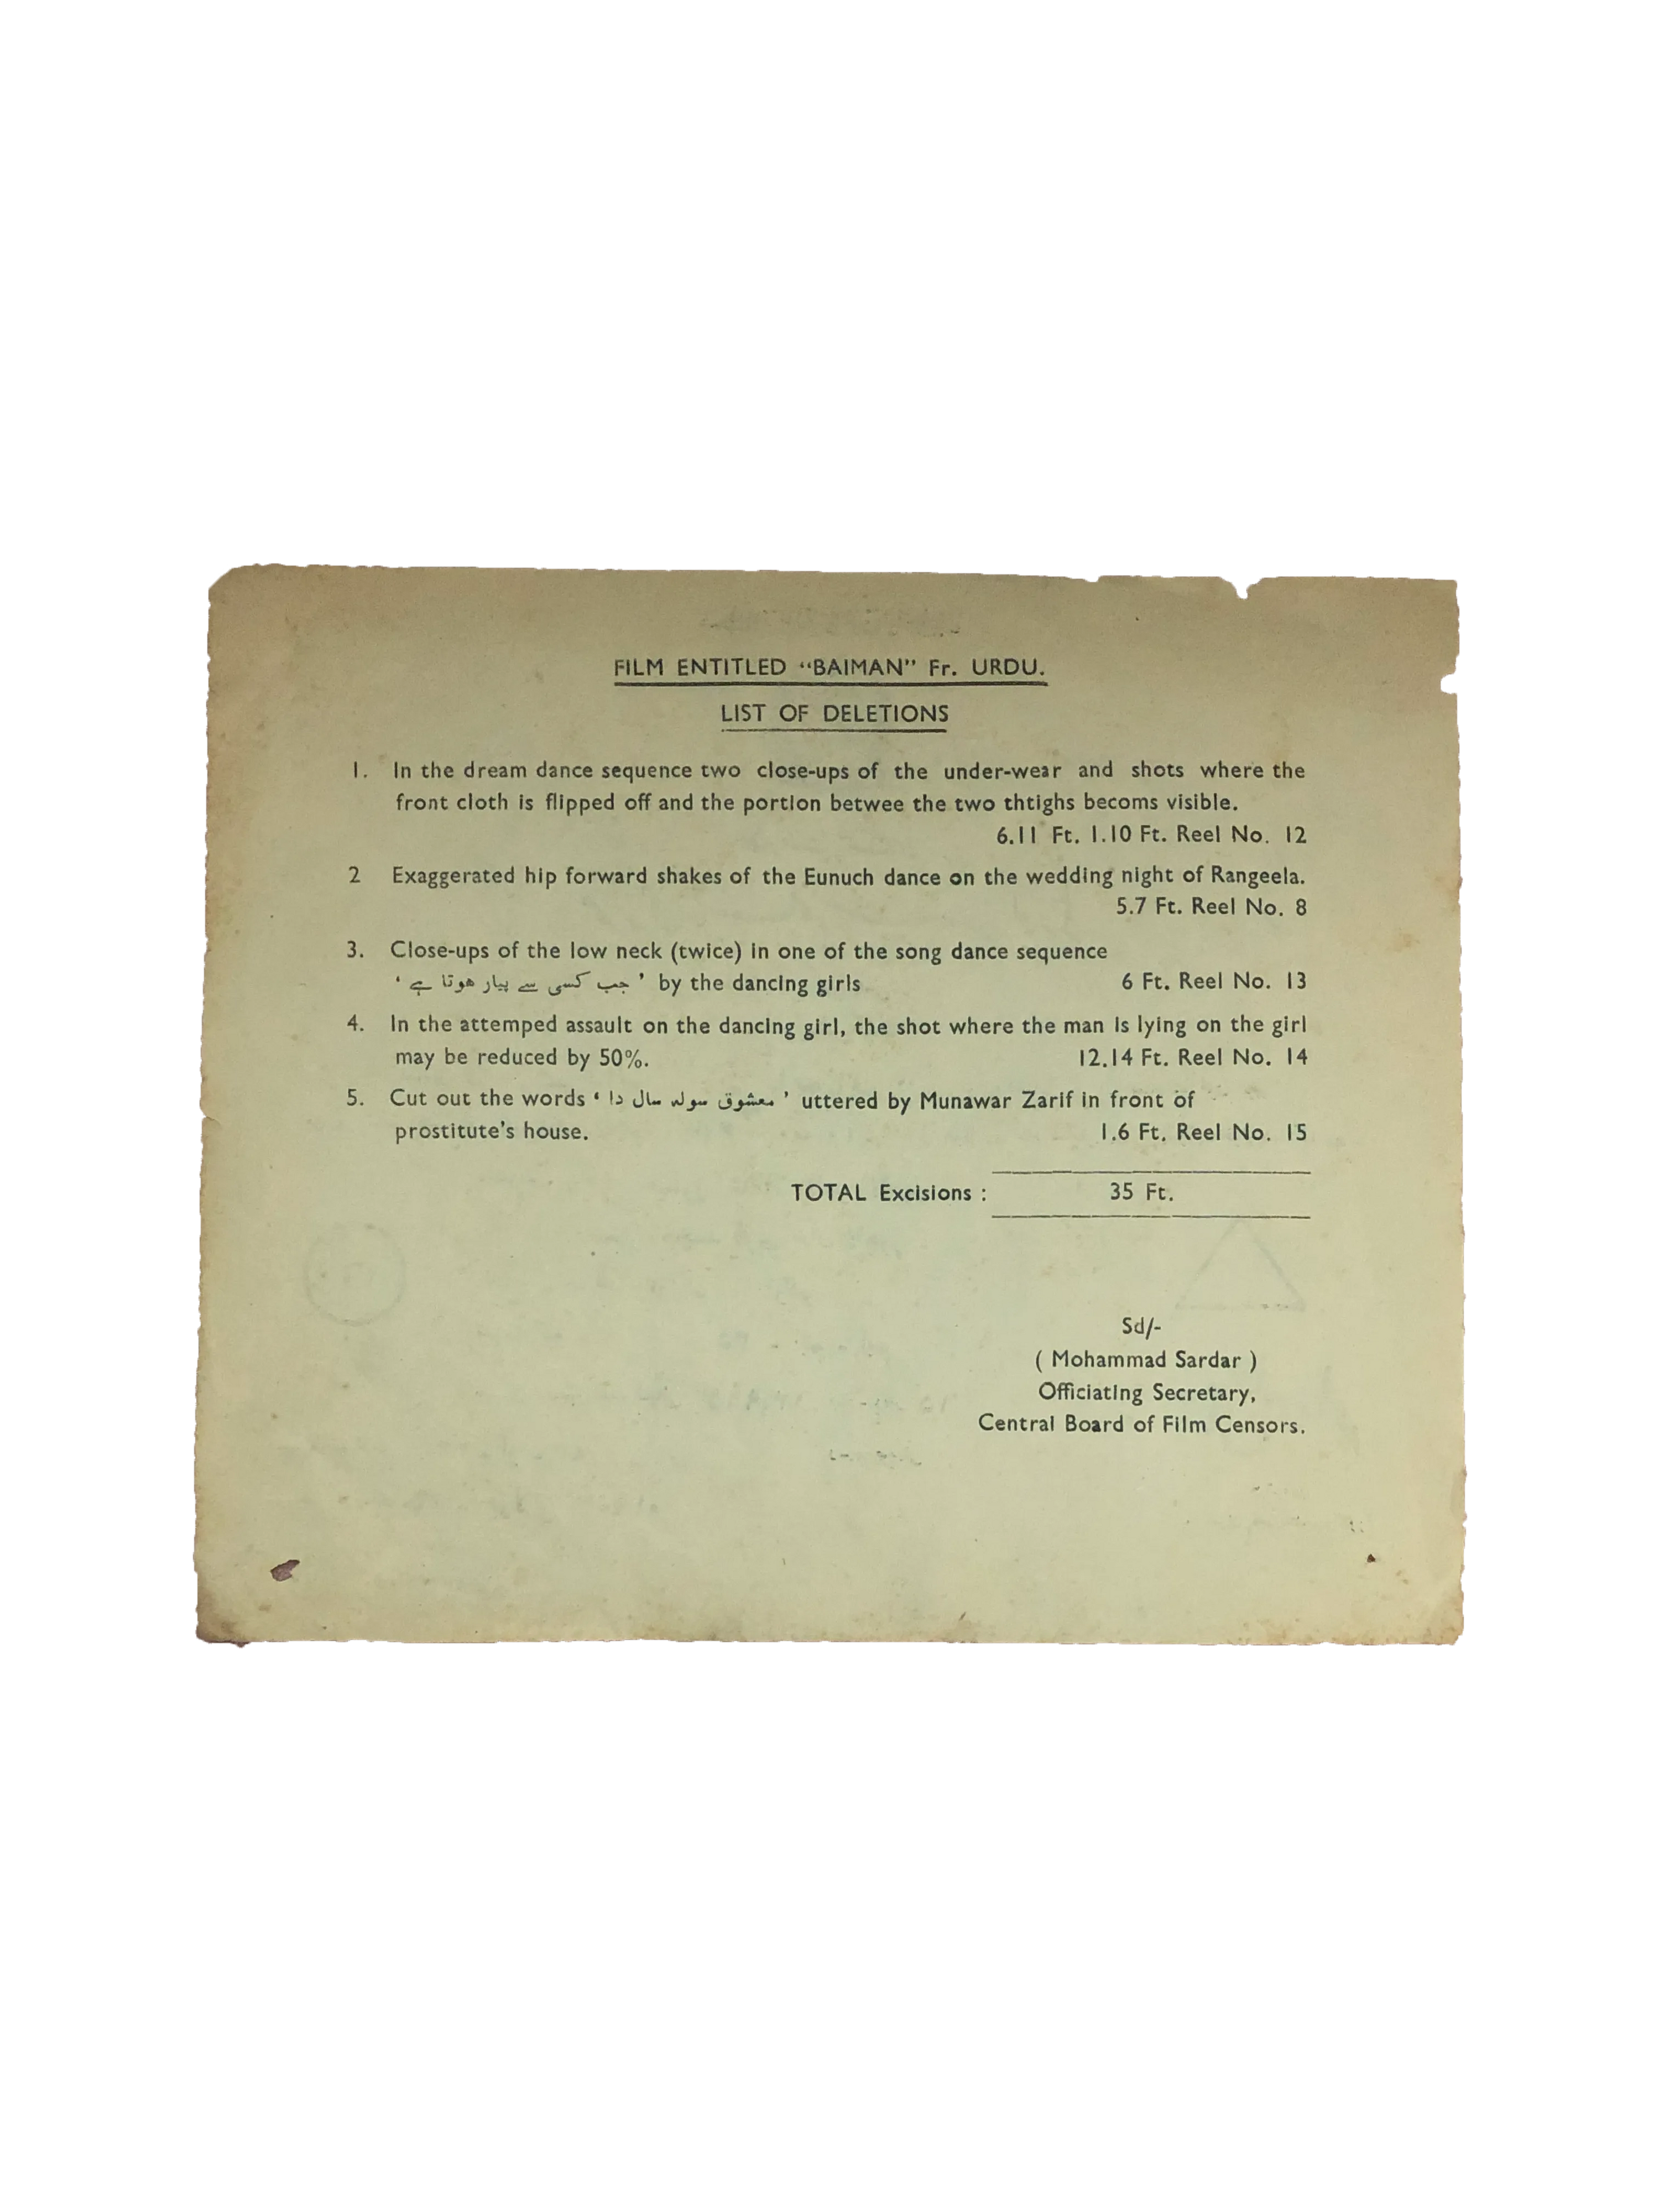 FILM ENTITLED “BAIMAN” Fr. URDU.
LIST OF DELETIONS
1. In the dream dance sequence two close-ups of the under-wear and shots where the
front cloth is flipped off and the portion betwee the two thtighs becoms visible.
6.11 Ft. 1.10 Ft. Reel No. 12
2 Exaggerated hip forward shakes of the Eunuch dance on the wedding night of Rangeela.
5.7 Ft. Reel No. 8
3. Close-ups of the low neck (twice) in one of the song dance sequence
‘ جب کسی سے پیار ہوتا ہے ’ by the dancing girls 6 Ft. Reel No. 13
4. In the attemped assault on the dancing girl, the shot where the man is lying on the girl
may be reduced by 50%. 12.14 Ft. Reel No. 14
5. Cut out the words ‘ معشوق سولہ سال دا ’ uttered by Munawar Zarif in front of
prostitute's house. 1.6 Ft. Reel No. 15
TOTAL Excisions : 35 Ft.
Sd/-
( Mohammad Sardar )
Officiating Secretary,
Central Board of Film Censors.